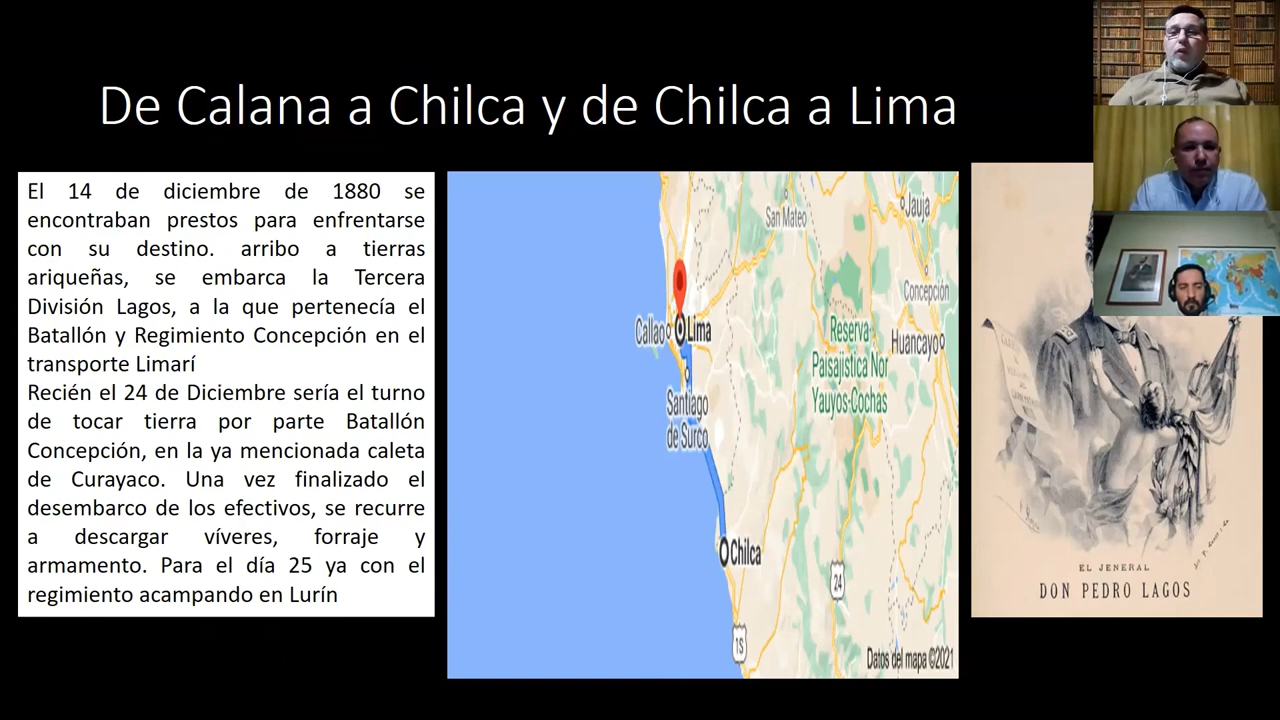 De Calana a Chilca y de Chilca a Lima
El 14 de diciembre de 1880 se
encontraban prestos para enfrentarse
con su destino. arribo a tierras
ariqueñas, se embarca la Tercera
División Lagos, a la que pertenecía el
Batallón y Regimiento Concepción en el
transporte Limarí
Recién el 24 de Diciembre sería el turno
de tocar tierra por parte Batallón
Concepción, en la ya mencionada caleta
de Curayaco. Una vez finalizado el
desembarco de los efectivos, se recurre
a descargar víveres, forraje y
armamento. Para el día 25 ya con el
regimiento acampando en Lurín
San Mateo
Jauja
Concepción
Callao
Lima
Reserva
Paisajística Nor
Yauyos-Cochas
Huancayo
Santiago
de Surco
Chilca
24
1S
Datos del mapa ©2021
EL JENERAL
DON PEDRO LAGOS